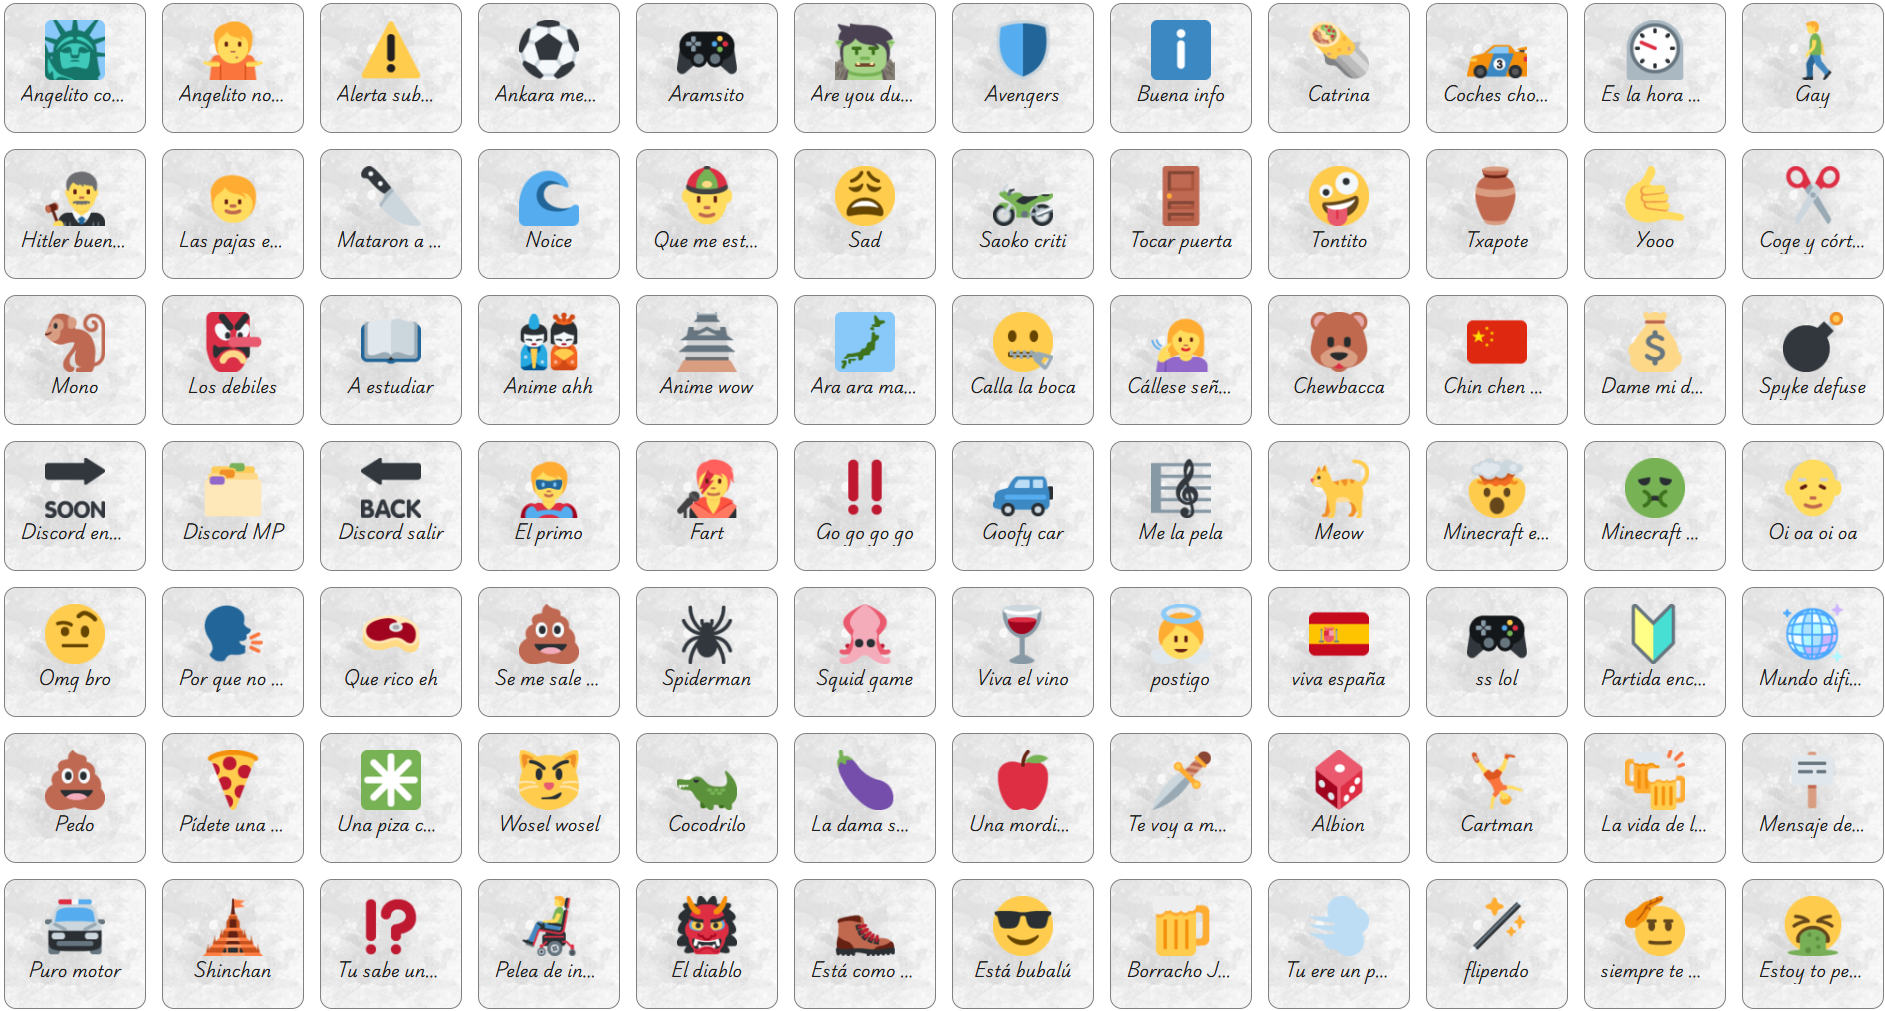 Angelito co...
Angelito no...
Alerta sub...
Ankara me...
Aramsito
Are you du...
Avengers
Buena info
Catrina
Coches cho...
Es la hora ...
Gay
Hitler buen...
Las pajas e...
Mataron a ...
Noice
Que me est...
Sad
Saoko criti
Tocar puerta
Tontito
Txapote
Yooo
Coge y córt...
Mono
Los debiles
A estudiar
Anime ahh
Anime wow
Ara ara ma...
Calla la boca
Cállese señ...
Chewbacca
Chin chen ...
Dame mi d...
Spyke defuse
SOON
Discord en...
Discord MP
BACK
Discord salir
El primo
Fart
Go go go go
Goofy car
Me la pela
Meow
Minecraft e...
Minecraft ...
Oi oa oi oa
Omg bro
Por que no ...
Que rico eh
Se me sale ...
Spiderman
Squid game
Viva el vino
postigo
viva españa
ss lol
Partida enc...
Mundo difi...
Pedo
Pídete una ...
Una piza c...
Wosel wosel
Cocodrilo
La dama s...
Una mordi...
Te voy a m...
3
Albion
Cartman
La vida de l...
Mensaje de...
Puro motor
Shinchan
Tu sabe un...
Pelea de in...
El diablo
Está como ...
Está bubalú
Borracho J...
Tu ere un p...
flipendo
siempre te ...
Estoy to pe...